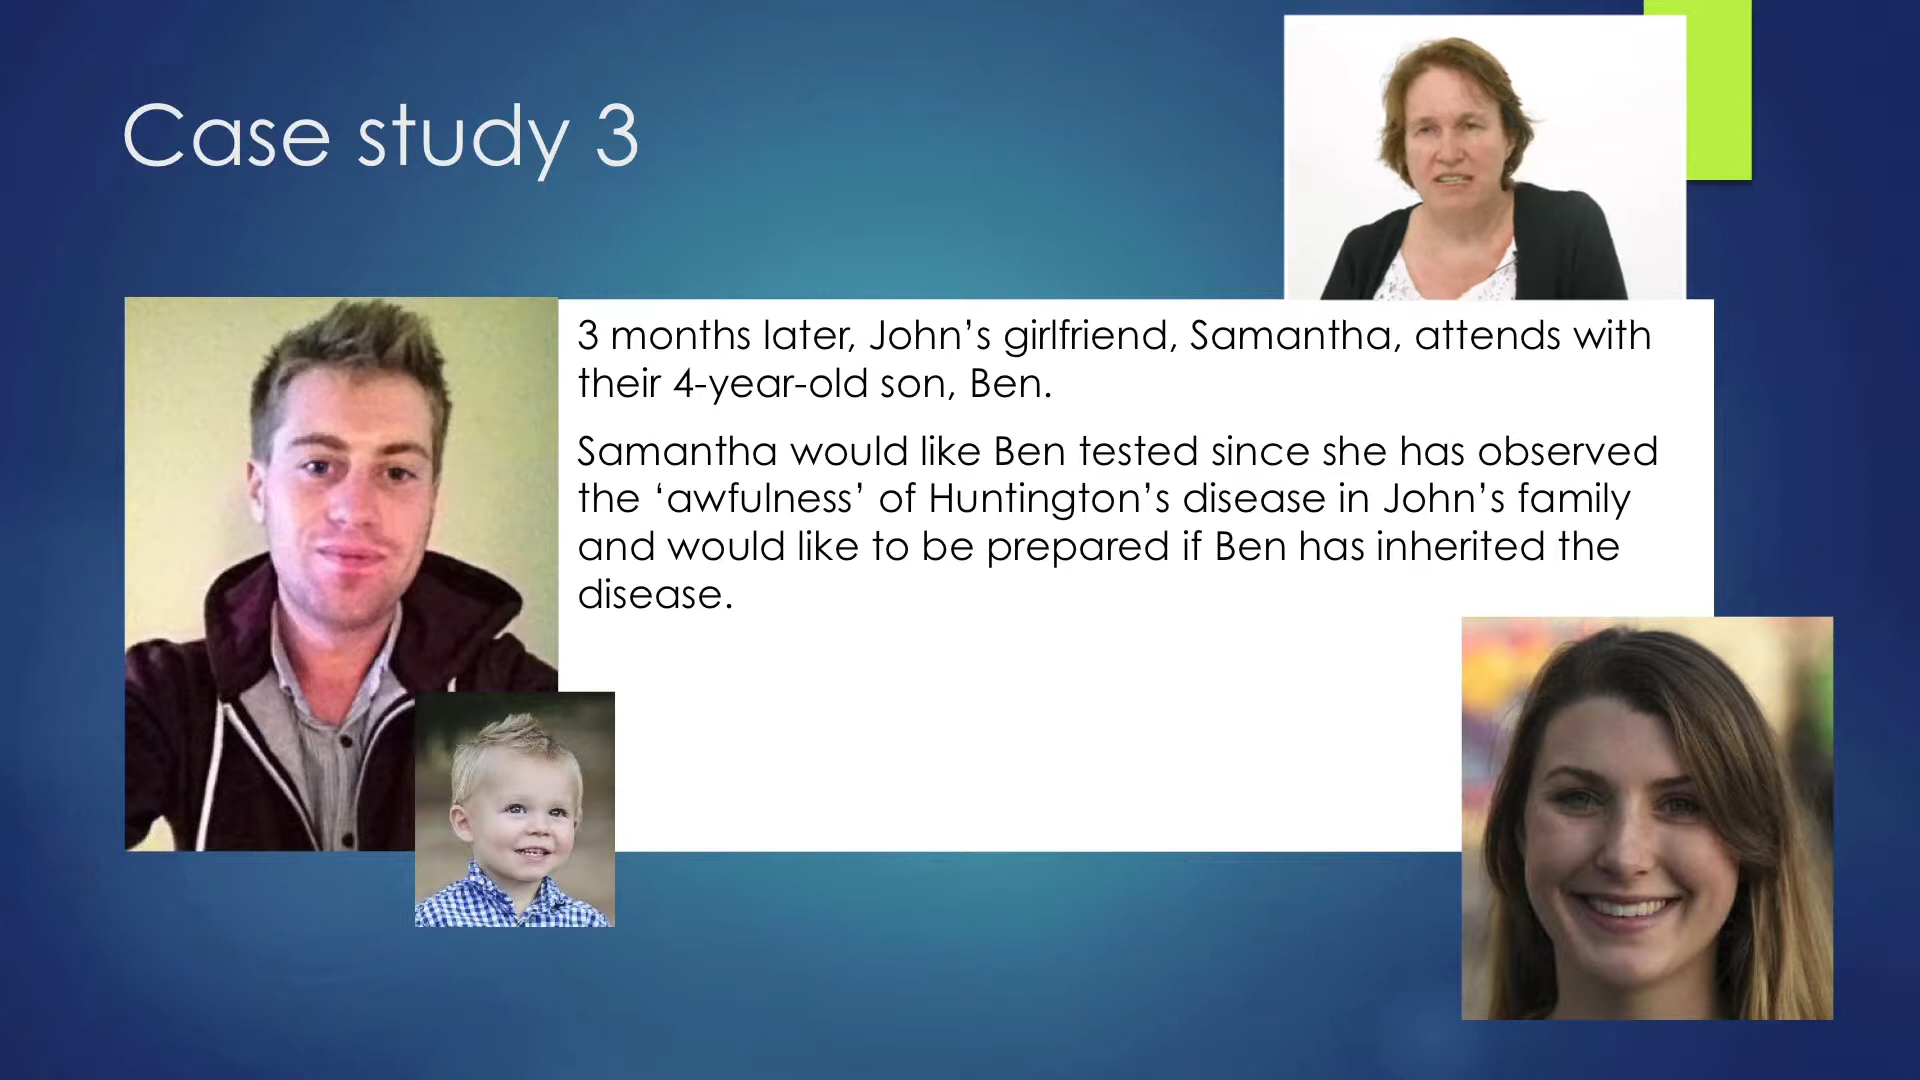 Case study 3
3 months later, John’s girlfriend, Samantha, attends with
their 4-year-old son, Ben.
Samantha would like Ben tested since she has observed
the ‘awfulness’ of Huntington’s disease in John’s family
and would like to be prepared if Ben has inherited the
disease.